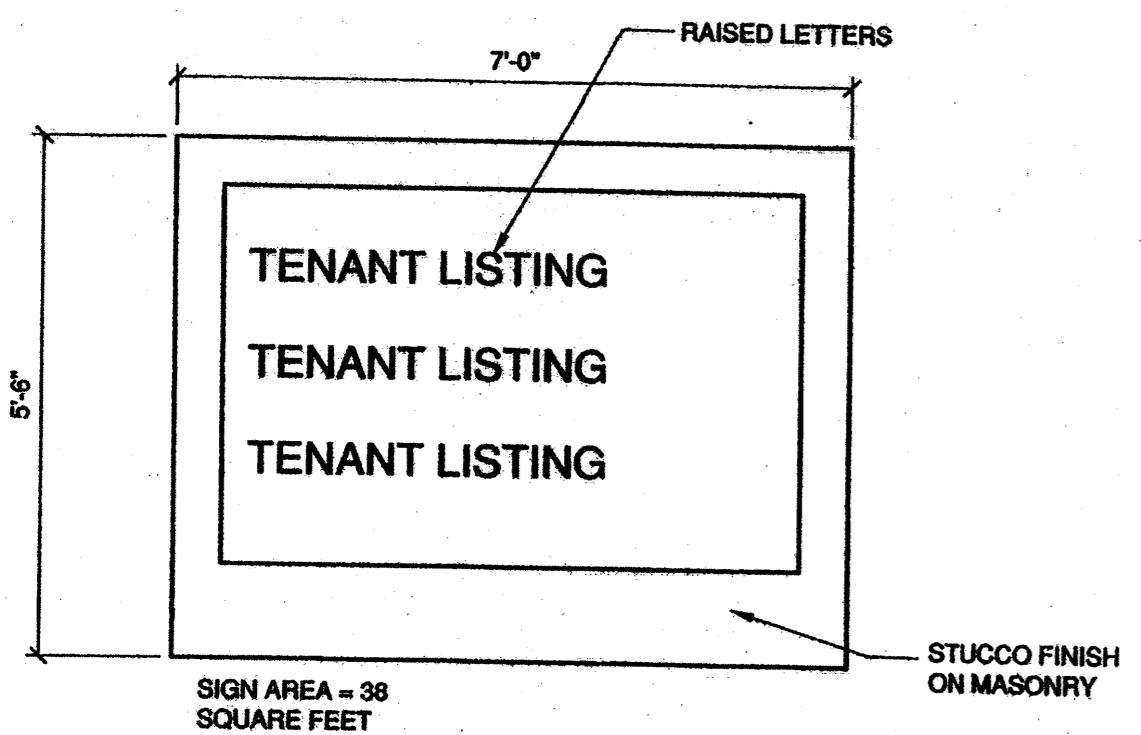 RAISED LETTERS
7'-0"
TENANT LISTING
TENANT LISTING
5'-6"
TENANT LISTING
STUCCO FINISH
ON MASONRY
SIGN AREA = 38
SQUARE FEET